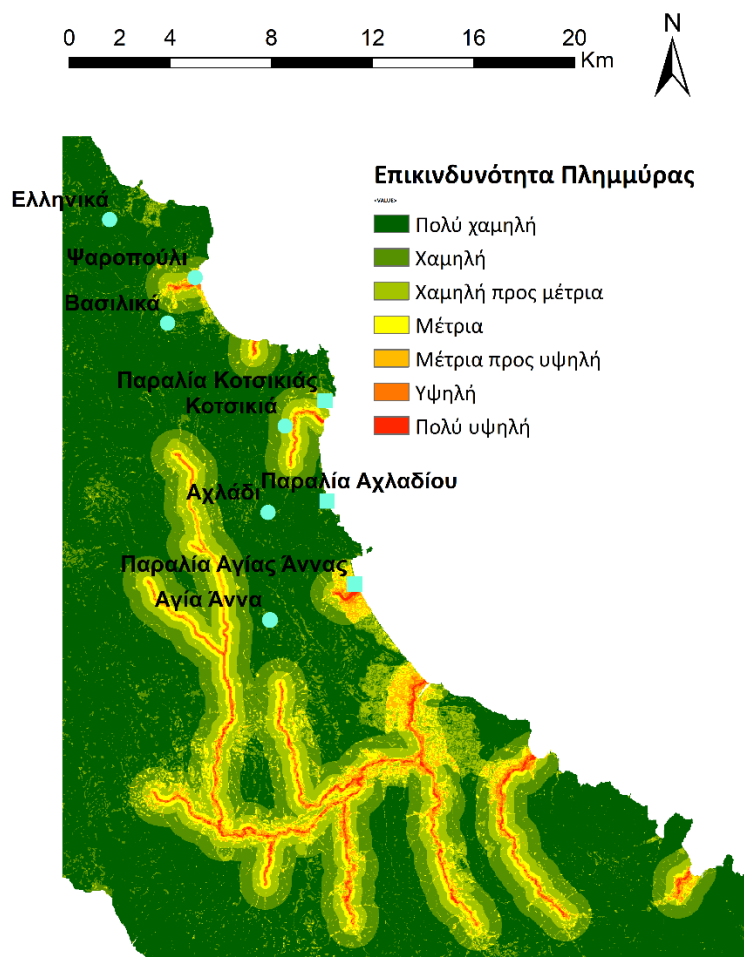 0 2 4 8 12 16 20
Km
N
Επικινδυνότητα Πλημμύρας
<VALUE>
Πολύ χαμηλή
Χαμηλή
Χαμηλή προς μέτρια
Μέτρια
Μέτρια προς υψηλή
Υψηλή
Πολύ υψηλή
Ελληνικά
Ψαροπούλι
Βασιλικά
Παραλία Κοτσικιάς
Κοτσικιά
Παραλία Αχλαδίου
Αχλάδι
Παραλία Αγίας Άννας
Αγία Άννα